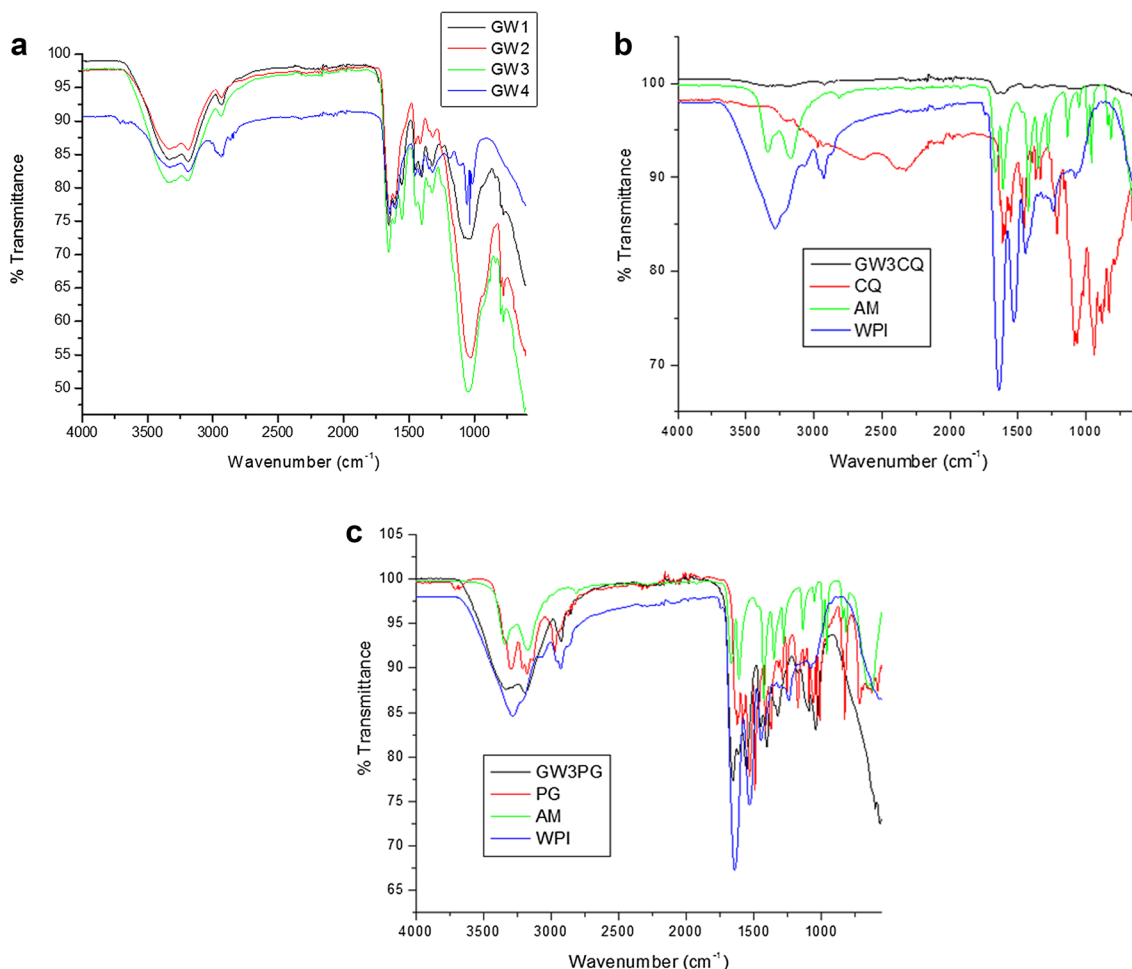 a
GW1
GW2
GW3
GW4
100
95
90
85
80
75
70
65
60
55
50
% Transmittance
4000 3500 3000 2500 2000 1500 1000
Wavenumber (cm⁻¹)
b
100
90
80
70
% Transmittance
GW3CQ
CQ
AM
WPI
4000 3500 3000 2500 2000 1500 1000
Wavenumber (cm⁻¹)
c
105
100
95
90
85
80
75
70
65
% Transmittance
GW3PG
PG
AM
WPI
4000 3500 3000 2500 2000 1500 1000
Wavenumber (cm⁻¹)